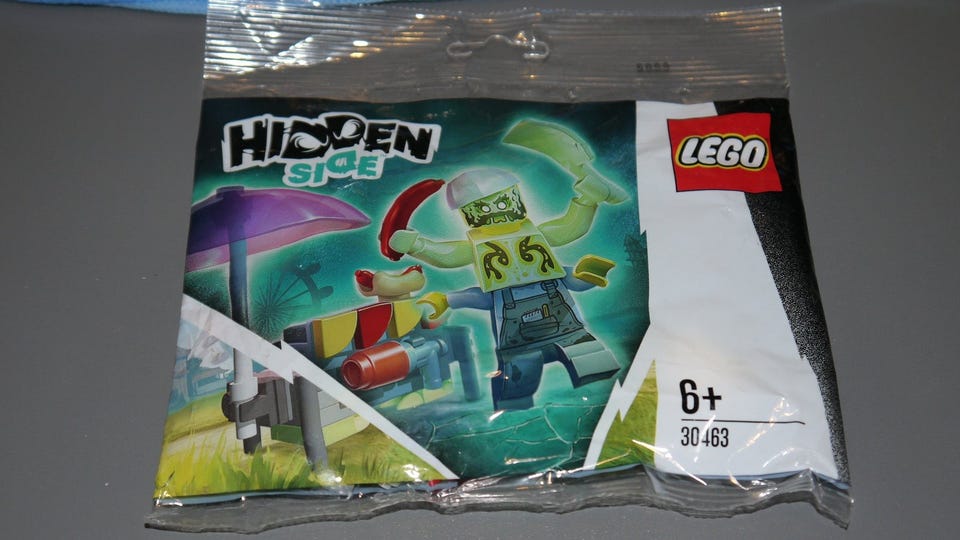 HIDDEN
SIDE
LEGO
6+
30463